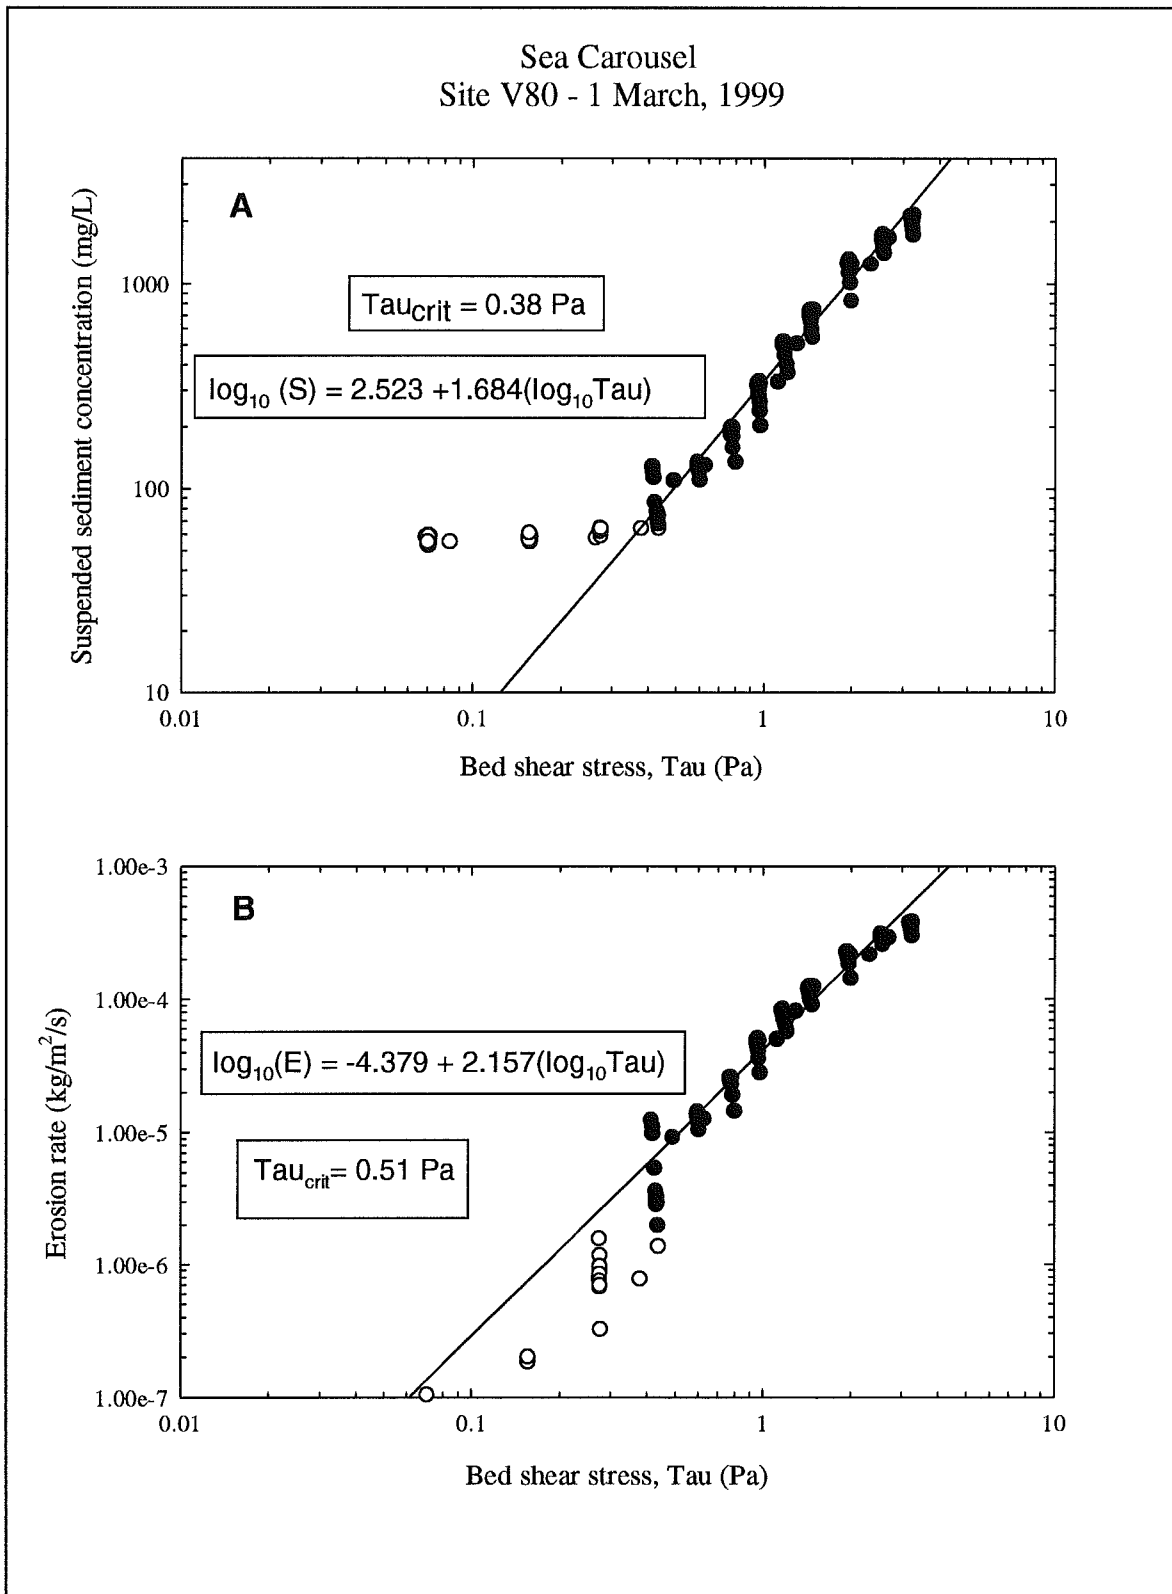 Sea Carousel
Site V80 - 1 March, 1999
A
Tau_crit = 0.38 Pa
log₁₀ (S) = 2.523 +1.684(log₁₀Tau)
Suspended sediment concentration (mg/L)
1000
100
10
0.01 0.1 1 10
Bed shear stress, Tau (Pa)
B
1.00e-3
1.00e-4
1.00e-5
1.00e-6
1.00e-7
log₁₀(E) = -4.379 + 2.157(log₁₀Tau)
Tau_crit= 0.51 Pa
Erosion rate (kg/m²/s)
0.01 0.1 1 10
Bed shear stress, Tau (Pa)